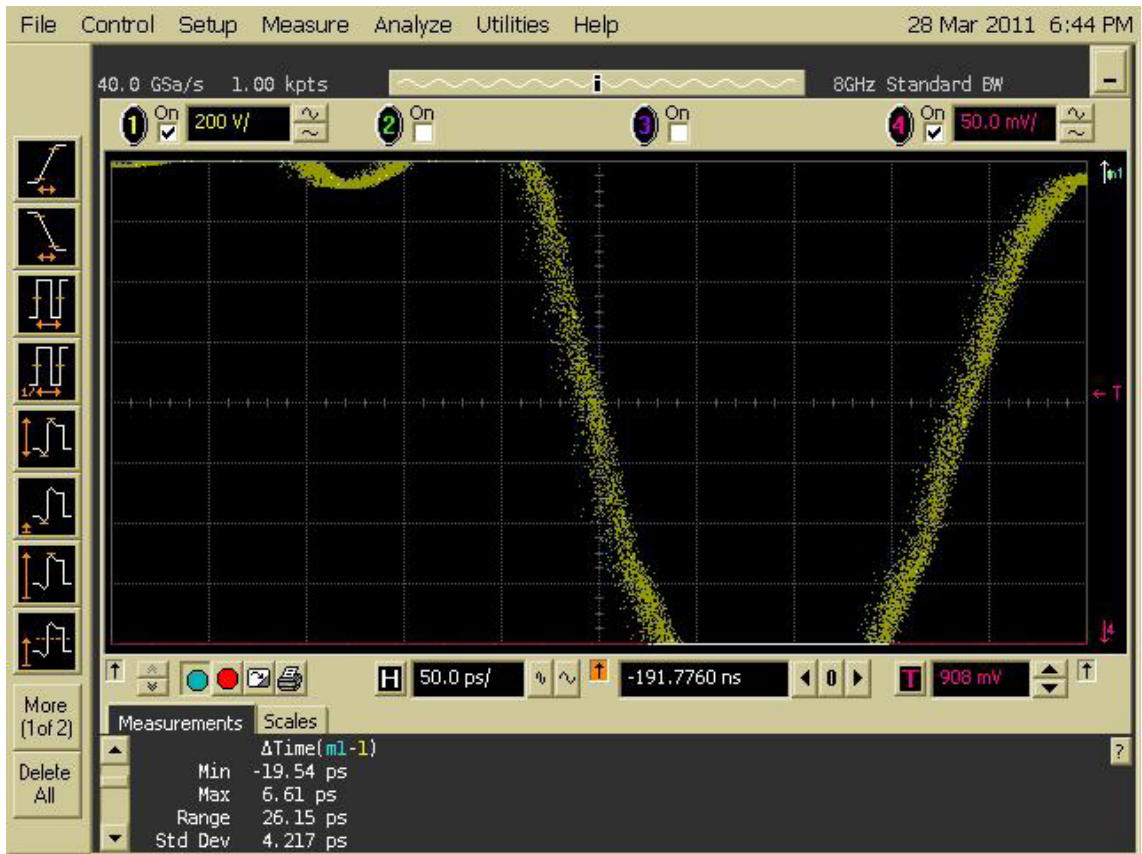 File Control Setup Measure Analyze Utilities Help 28 Mar 2011 6:44 PM
40.0 GSa/s 1.00 kpts 8GHz Standard BW
1 On 200 V/ 2 On 3 On 4 On 50.0 mV/
m1
T
4
H 50.0 ps/ -191.7760 ns 0 T 908 mV
More
(1of 2)
Delete
All
Measurements Scales
ΔTime(m1-1) ?
Min -19.54 ps
Max 6.61 ps
Range 26.15 ps
Std Dev 4.217 ps